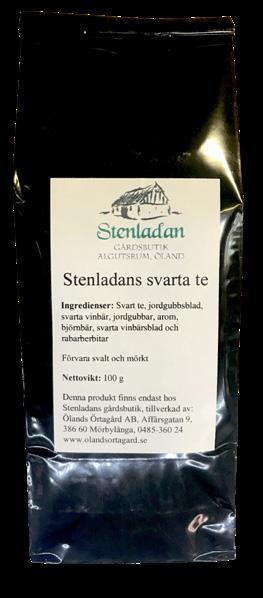 Stenladan
GÅRDSBUTIK
ALGUTSRUM, ÖLAND
Stenladans svarta te
Ingredienser: Svart te, jordgubbsblad,
svarta vinbär, jordgubbar, arom,
björnbär, svarta vinbärsblad och
rabarberbitar
Förvara svalt och mörkt
Nettovikt: 100 g
Denna produkt finns endast hos
Stenladans gårdsbutik, tillverkad av:
Ölands Örtagård AB, Affärsgatan 9,
386 60 Mörbylånga, 0485-360 24
www.olandsortagard.se